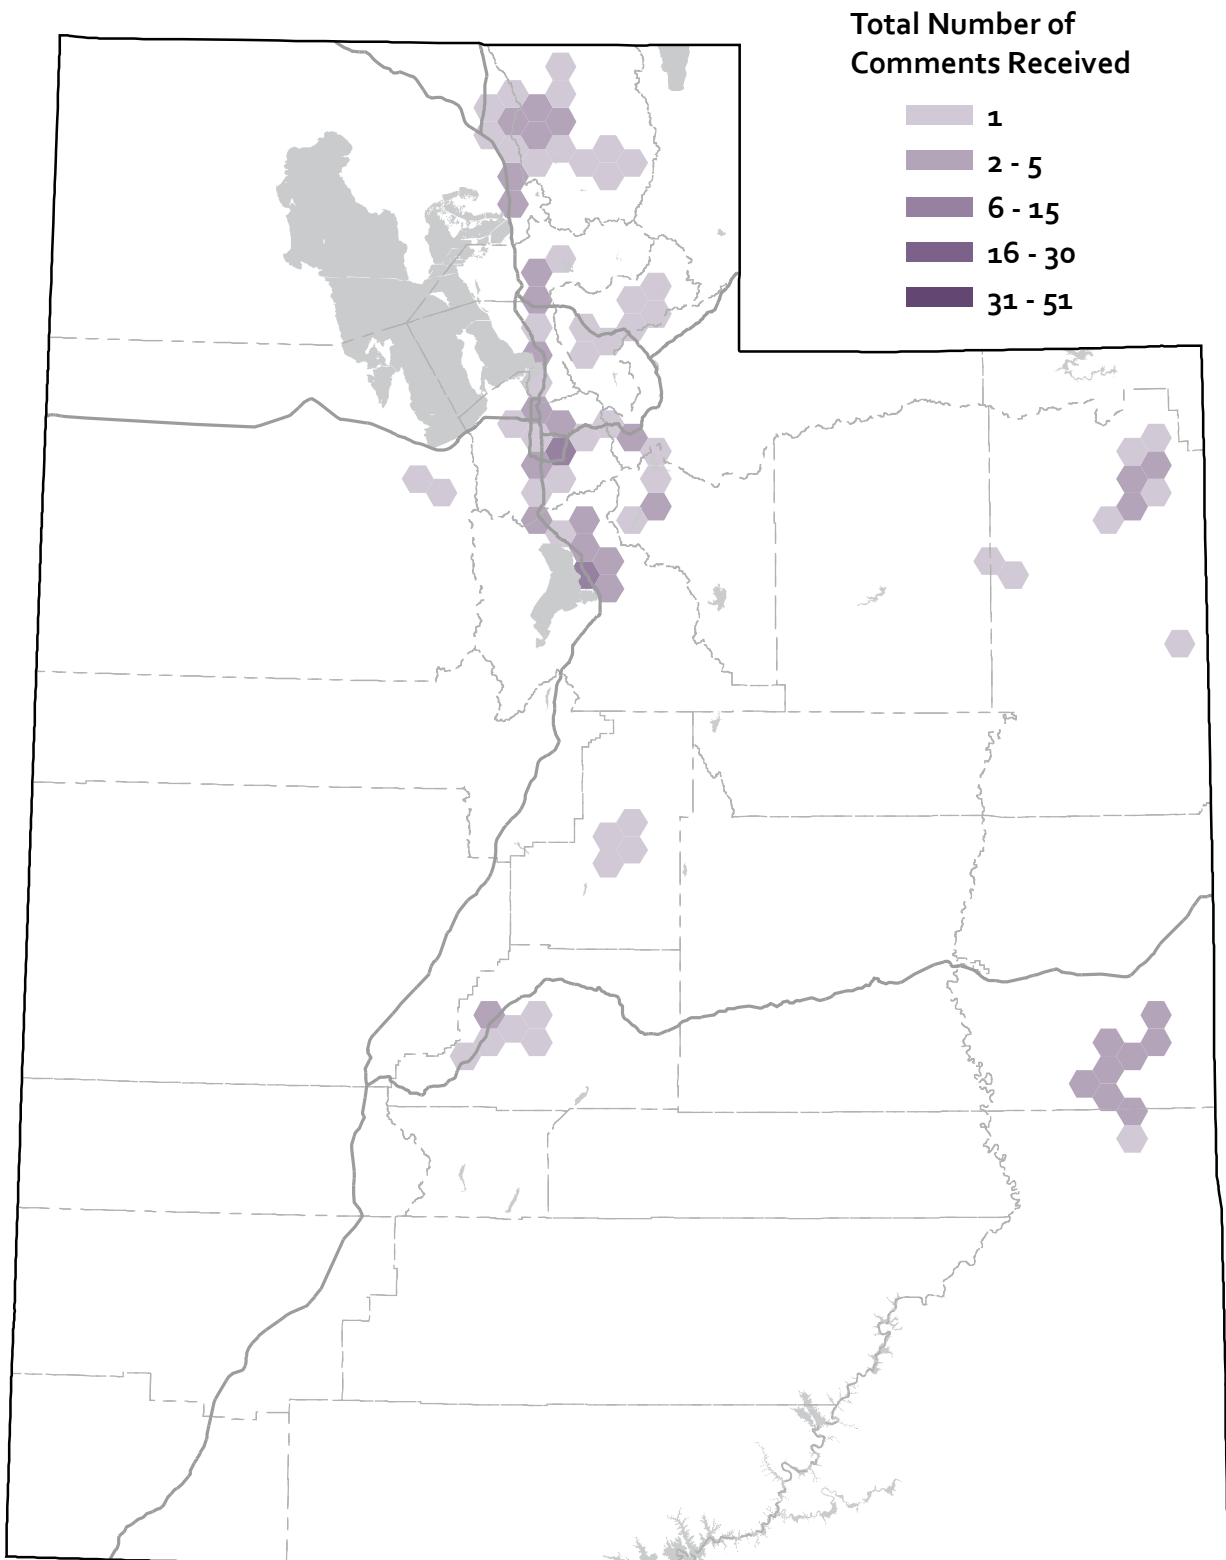 Total Number of
Comments Received
1
2 - 5
6 - 15
16 - 30
31 - 51